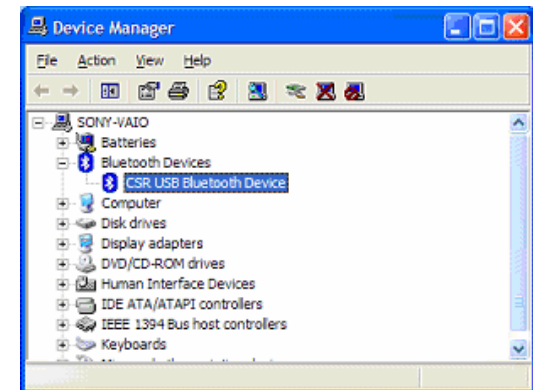 Device Manager
File Action View Help
SONY-VAIO
Batteries
Bluetooth Devices
CSR USB Bluetooth Device
Computer
Disk drives
Display adapters
DVD/CD-ROM drives
Human Interface Devices
IDE ATA/ATAPI controllers
IEEE 1394 Bus host controllers
Keyboards